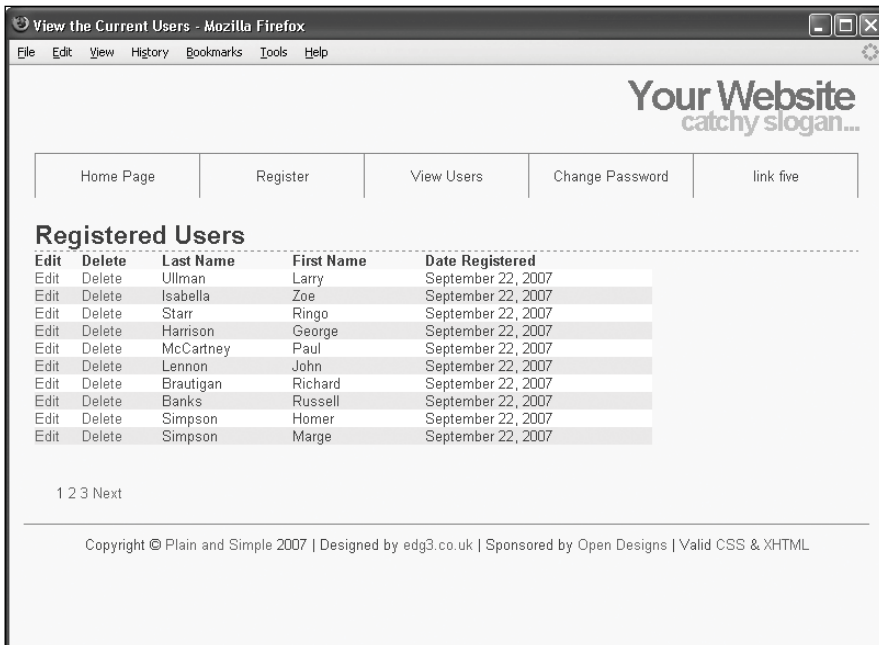 View the Current Users - Mozilla Firefox
File Edit View History Bookmarks Tools Help
Your Website
catchy slogan...
Home Page Register View Users Change Password link five
Registered Users
Edit Delete Last Name First Name Date Registered
Edit Delete Ullman Larry September 22, 2007
Edit Delete Isabella Zoe September 22, 2007
Edit Delete Starr Ringo September 22, 2007
Edit Delete Harrison George September 22, 2007
Edit Delete McCartney Paul September 22, 2007
Edit Delete Lennon John September 22, 2007
Edit Delete Brautigan Richard September 22, 2007
Edit Delete Banks Russell September 22, 2007
Edit Delete Simpson Homer September 22, 2007
Edit Delete Simpson Marge September 22, 2007
1 2 3 Next
Copyright © Plain and Simple 2007 | Designed by edg3.co.uk | Sponsored by Open Designs | Valid CSS & XHTML